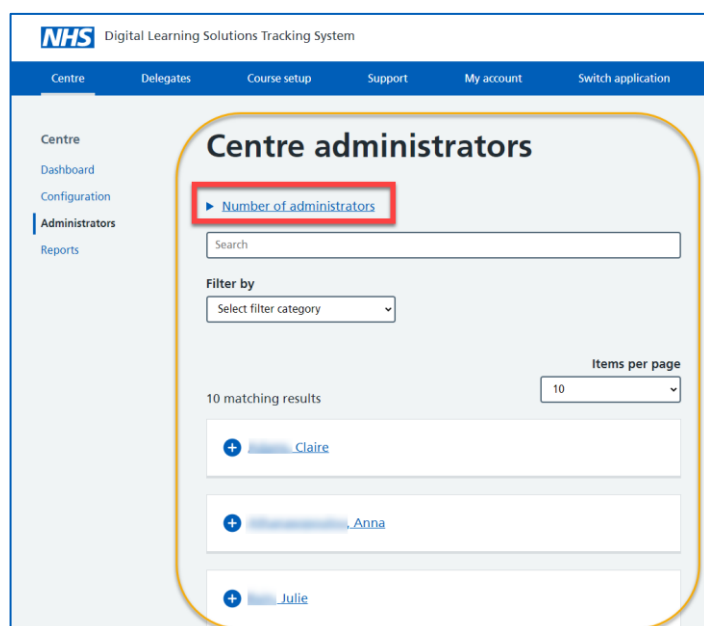 NHS Digital Learning Solutions Tracking System
Centre Delegates Course setup Support My account Switch application
Centre
Dashboard
Configuration
Administrators
Reports
Centre administrators
Number of administrators
Search
Filter by
Select filter category
Items per page
10
10 matching results
, Claire
, Anna
, Julie